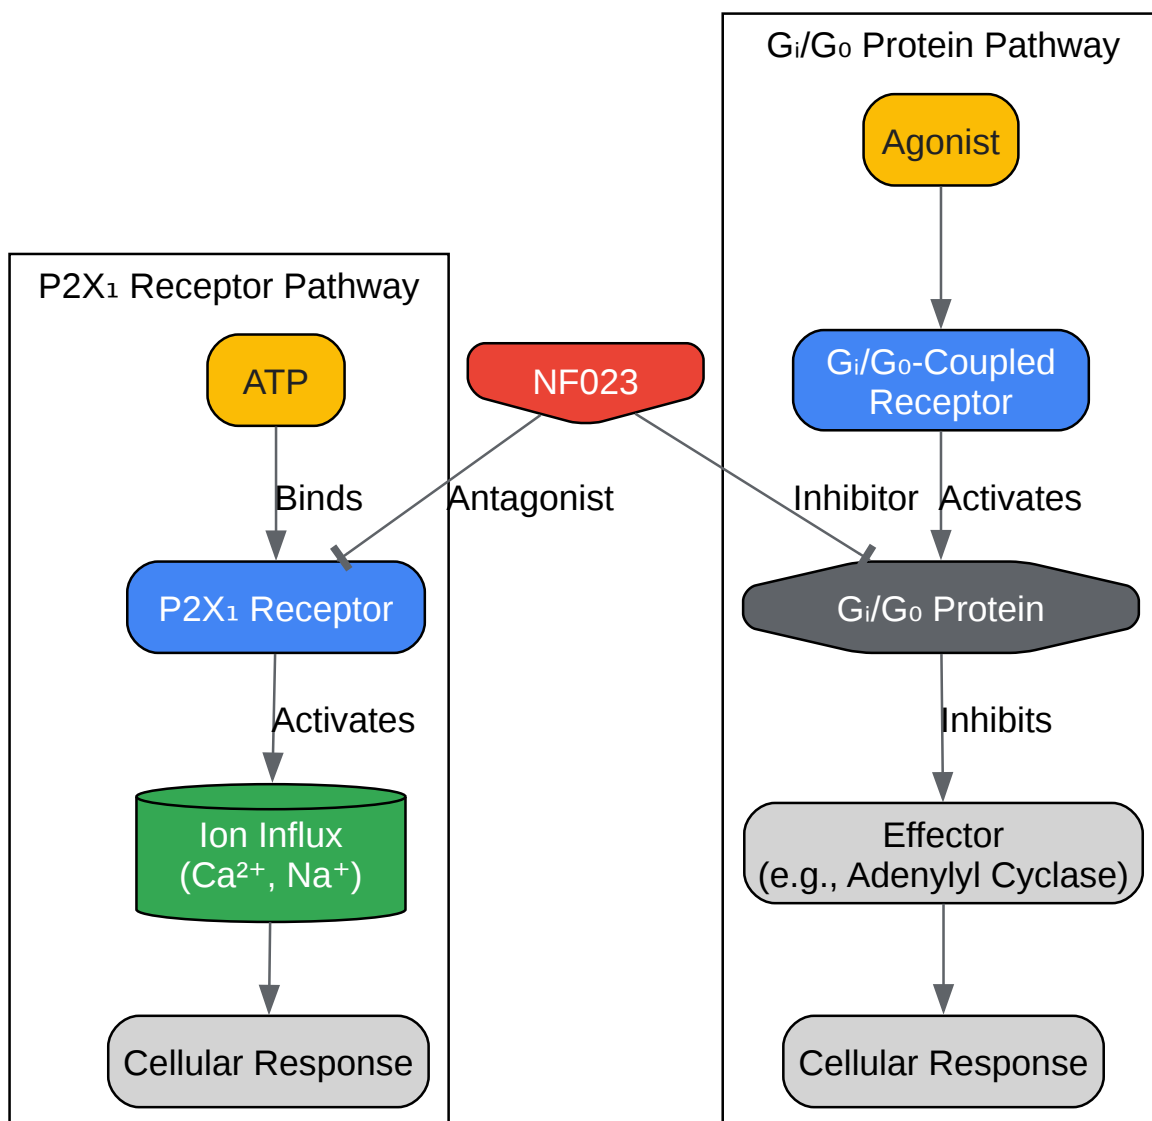 Gᵢ/G₀ Protein Pathway
Agonist
P2X₁ Receptor Pathway
ATP
NF023
Gᵢ/G₀-Coupled
Receptor
Binds
Antagonist
Inhibitor
Activates
P2X₁ Receptor
Gᵢ/G₀ Protein
Activates
Inhibits
Ion Influx
(Ca²⁺, Na⁺)
Effector
(e.g., Adenylyl Cyclase)
Cellular Response
Cellular Response